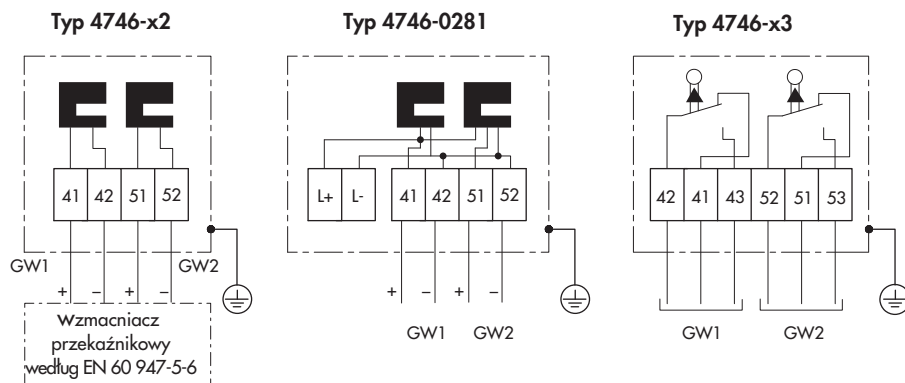 Typ 4746-x2
41 42 51 52
GW1 GW2
+ – + –
wzmacniacz
przekaźnikowy
według EN 60 947-5-6
Typ 4746-0281
L+ L- 41 42 51 52
+ – + –
GW1 GW2
Typ 4746-x3
42 41 43 52 51 53
GW1 GW2